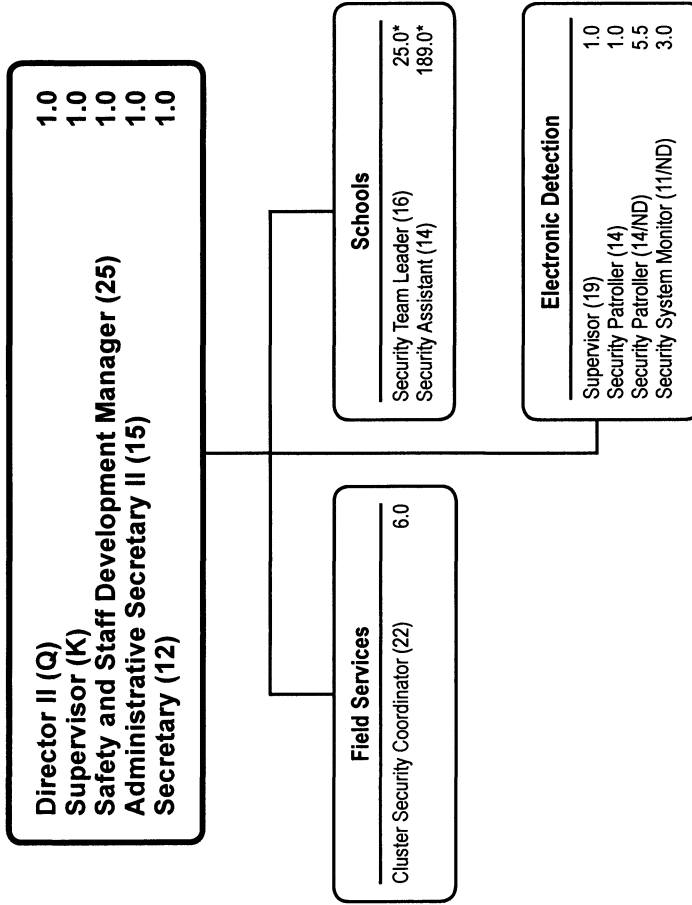 Director II (Q) 1.0
Supervisor (K) 1.0
Safety and Staff Development Manager (25) 1.0
Administrative Secretary II (15) 1.0
Secretary (12) 1.0
Field Services
Cluster Security Coordinator (22) 6.0
Schools
Security Team Leader (16) 25.0*
Security Assistant (14) 189.0*
Electronic Detection
Supervisor (19) 1.0
Security Patroller (14) 1.0
Security Patroller (14/ND) 5.5
Security System Monitor (11/ND) 3.0